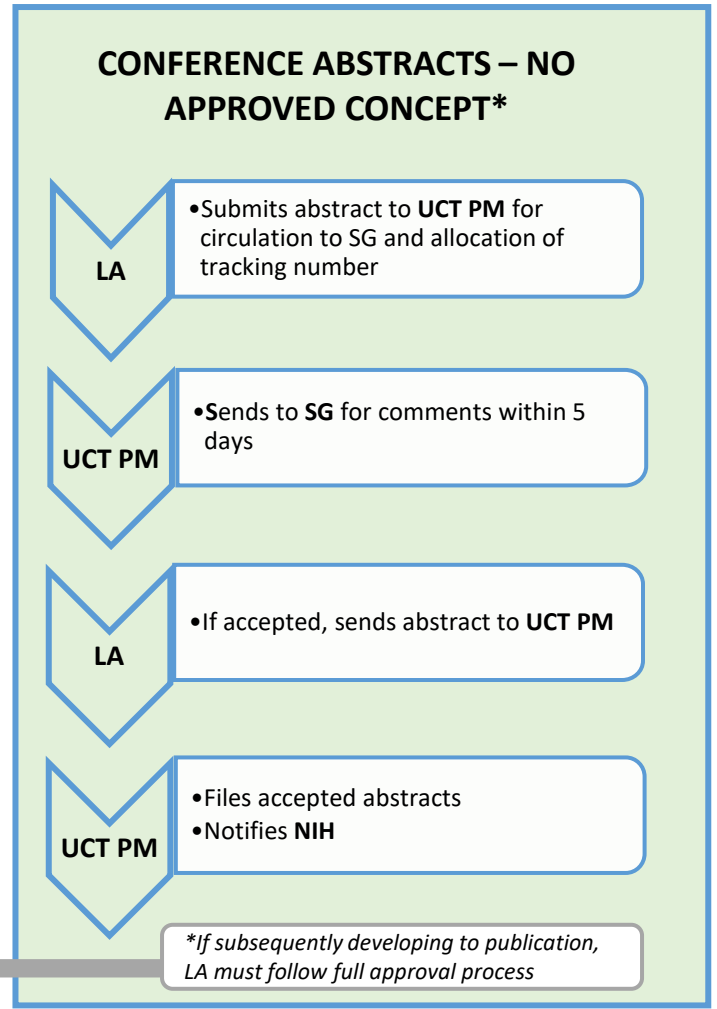 CONFERENCE ABSTRACTS – NO
APPROVED CONCEPT*
LA
•Submits abstract to UCT PM for
circulation to SG and allocation of
tracking number
UCT PM
•Sends to SG for comments within 5
days
LA
•If accepted, sends abstract to UCT PM
UCT PM
•Files accepted abstracts
•Notifies NIH
*If subsequently developing to publication,
LA must follow full approval process